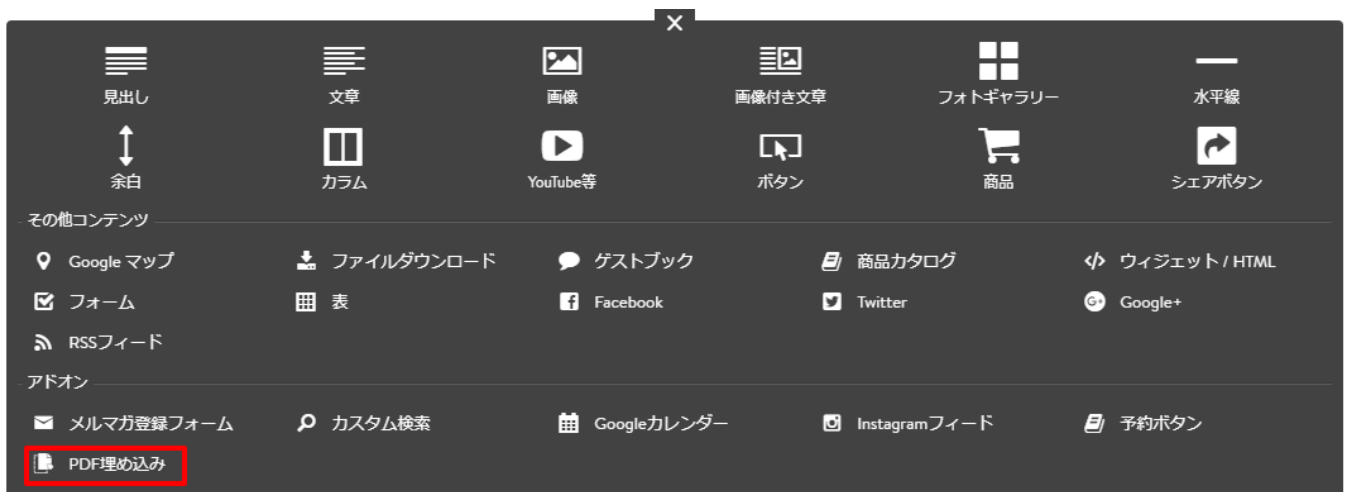 見出し 文章 画像 画像付き文章 フォトギャラリー 水平線
余白 カラム YouTube等 ボタン 商品 シェアボタン
その他コンテンツ
Google マップ ファイルダウンロード ゲストブック 商品カタログ ウィジェット / HTML
フォーム 表 Facebook Twitter Google+
RSSフィード
アドオン
メルマガ登録フォーム カスタム検索 Googleカレンダー Instagramフィード 予約ボタン
PDF埋め込み